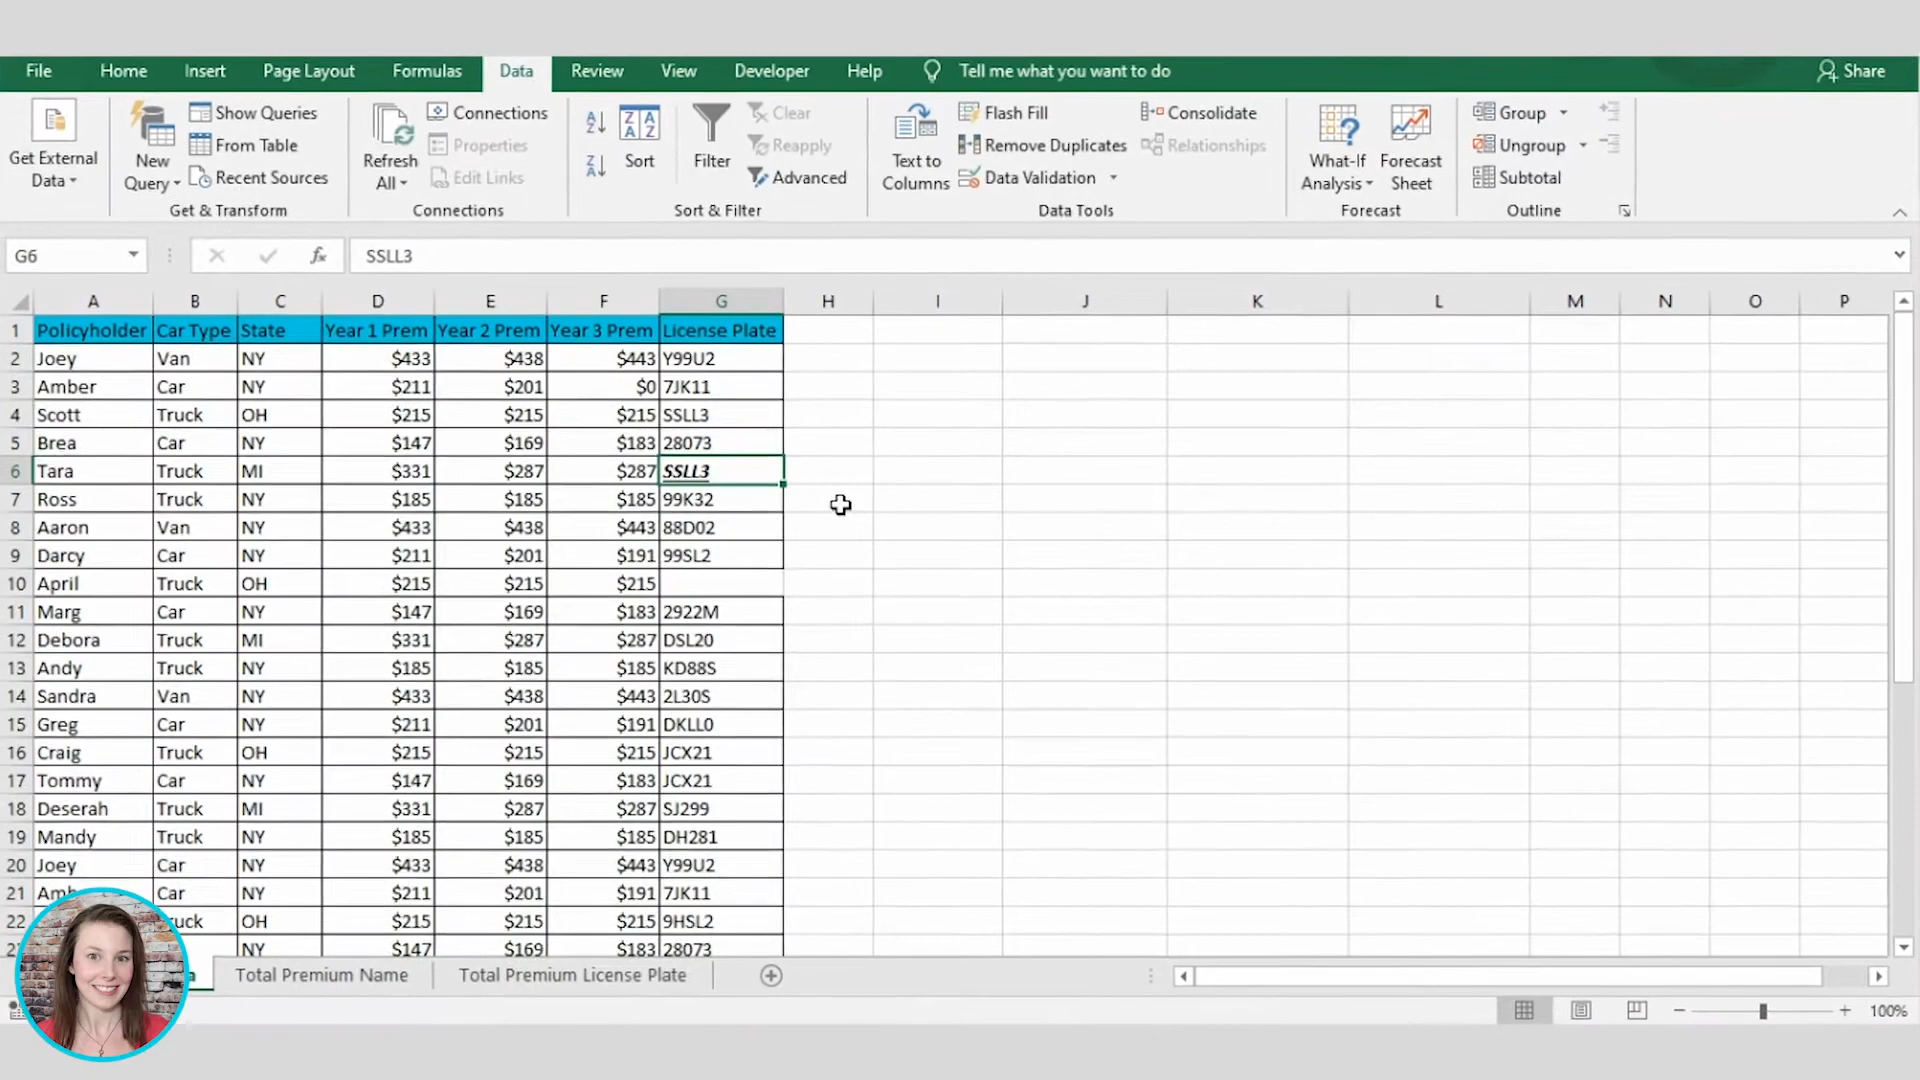 File Home Insert Page Layout Formulas Data Review View Developer Help Tell me what you want to do Share
Get External Data
New Query
Show Queries
From Table
Recent Sources
Get & Transform
Refresh All
Connections
Properties
Edit Links
Connections
Sort
Filter
Clear
Reapply
Advanced
Sort & Filter
Text to Columns
Flash Fill
Remove Duplicates
Data Validation
Consolidate
Relationships
Data Tools
What-If Analysis
Forecast Sheet
Forecast
Group
Ungroup
Subtotal
Outline
G6 fx SSLL3
A B C D E F G H I J K L M N O P
1 Policyholder Car Type State Year 1 Prem Year 2 Prem Year 3 Prem License Plate
2 Joey Van NY $433 $438 $443 Y99U2
3 Amber Car NY $211 $201 $0 7JK11
4 Scott Truck OH $215 $215 $215 SSLL3
5 Brea Car NY $147 $169 $183 28073
6 Tara Truck MI $331 $287 $287 SSLL3
7 Ross Truck NY $185 $185 $185 99K32
8 Aaron Van NY $433 $438 $443 88D02
9 Darcy Car NY $211 $201 $191 99SL2
10 April Truck OH $215 $215 $215
11 Marg Car NY $147 $169 $183 2922M
12 Debora Truck MI $331 $287 $287 DSL20
13 Andy Truck NY $185 $185 $185 KD88S
14 Sandra Van NY $433 $438 $443 2L30S
15 Greg Car NY $211 $201 $191 DKLL0
16 Craig Truck OH $215 $215 $215 JCX21
17 Tommy Car NY $147 $169 $183 JCX21
18 Deserah Truck MI $331 $287 $287 SJ299
19 Mandy Truck NY $185 $185 $185 DH281
20 Joey Car NY $433 $438 $443 Y99U2
21 Car NY $211 $201 $191 7JK11
22 OH $215 $215 $215 9HSL2
NY $147 $169 $183 28073
Total Premium Name Total Premium License Plate
100%